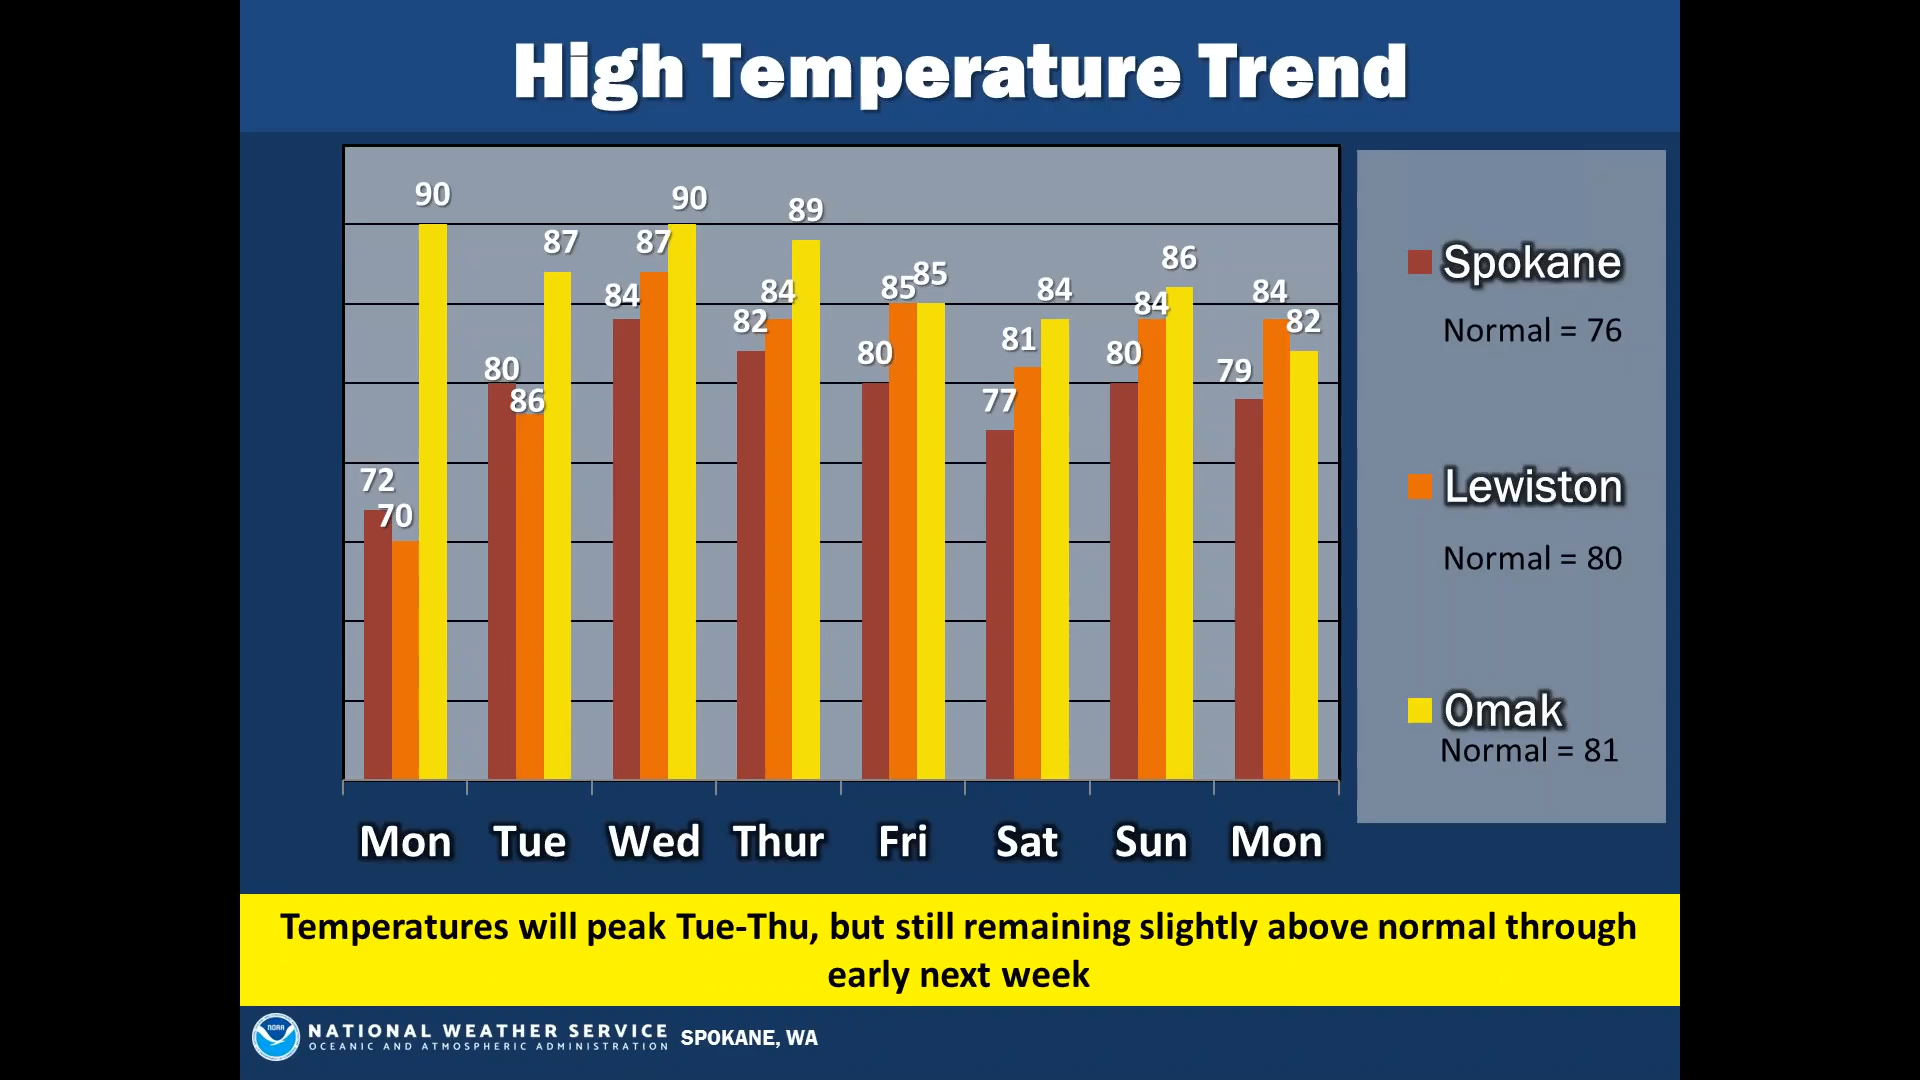 High Temperature Trend
90
90
89
87
87
86
85
85
84
84
84
84
84
82
82
81
80
80
80
79
77
86
72
70
Spokane
Normal = 76
Lewiston
Normal = 80
Omak
Normal = 81
Mon Tue Wed Thur Fri Sat Sun Mon
Temperatures will peak Tue-Thu, but still remaining slightly above normal through
early next week
NOAA
NATIONAL WEATHER SERVICE
OCEANIC AND ATMOSPHERIC ADMINISTRATION
SPOKANE, WA